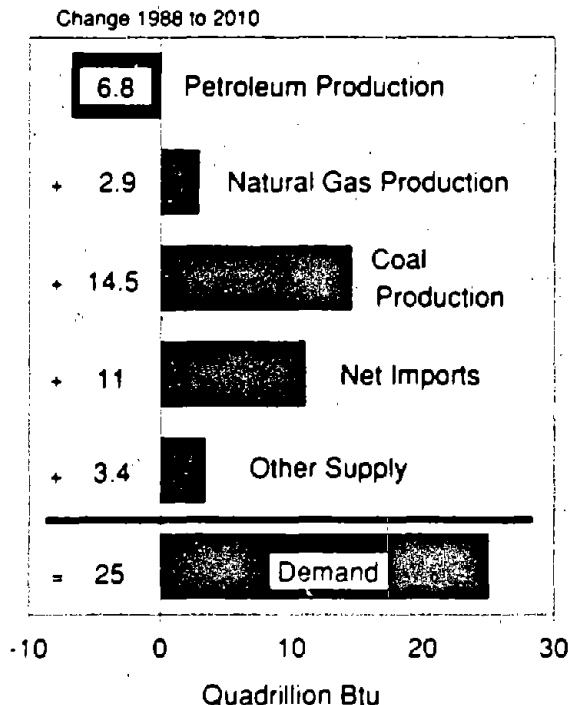 Change 1988 to 2010
6.8 Petroleum Production
+ 2.9 Natural Gas Production
+ 14.5 Coal Production
+ 11 Net Imports
+ 3.4 Other Supply
= 25 Demand
-10 0 10 20 30
Quadrillion Btu